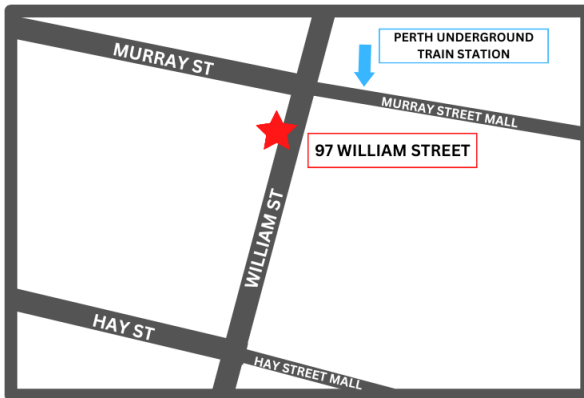 PERTH UNDERGROUND
TRAIN STATION
MURRAY ST
MURRAY STREET MALL
97 WILLIAM STREET
WILLIAM ST
HAY ST
HAY STREET MALL